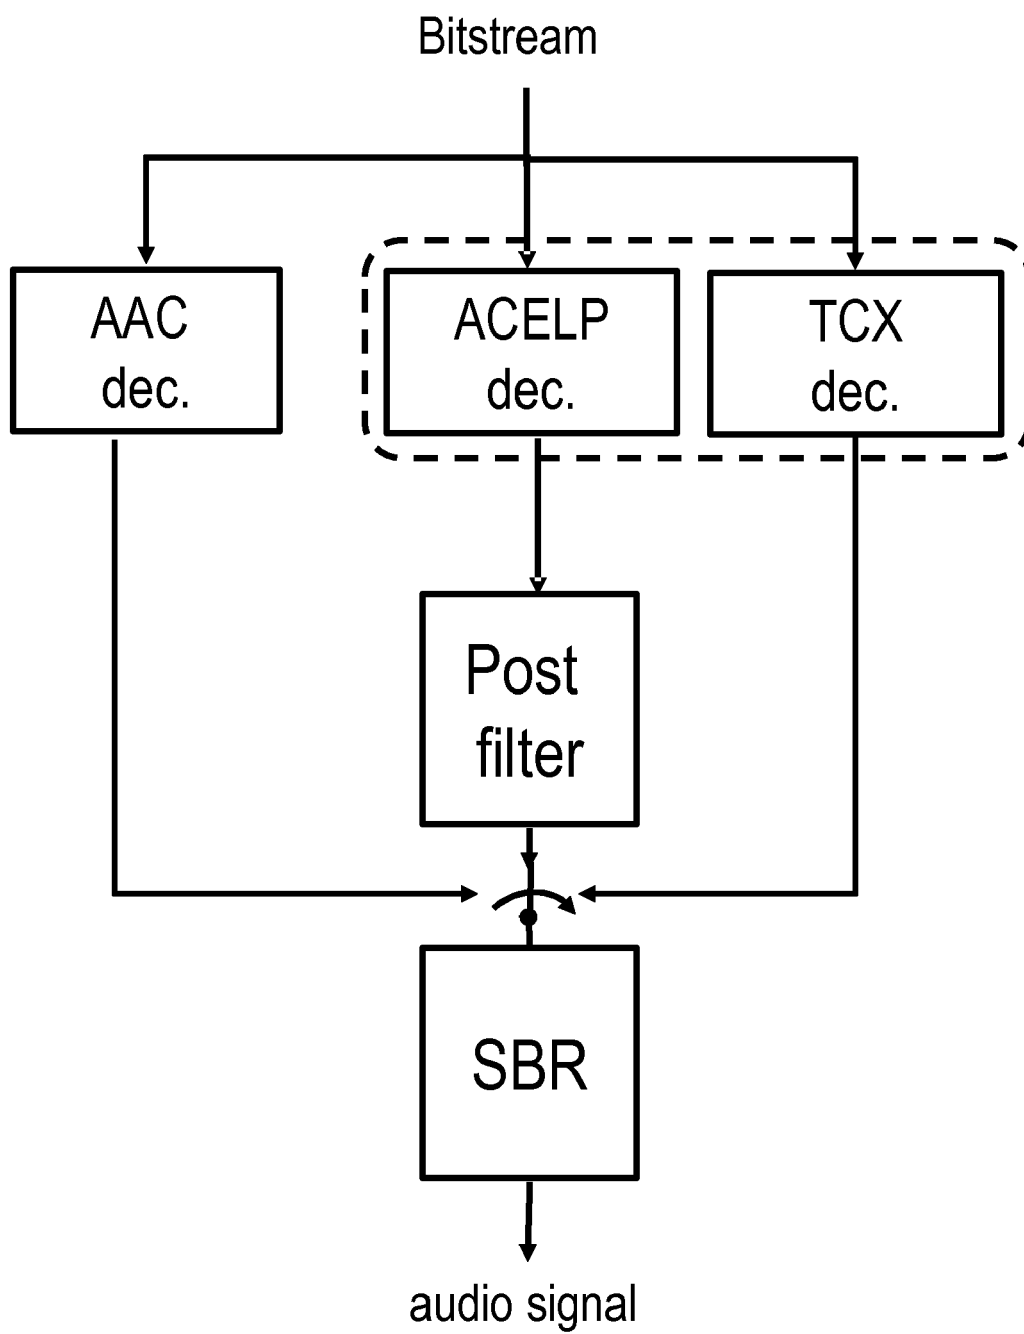 Bitstream
AAC
dec.
ACELP
dec.
TCX
dec.
Post
filter
SBR
audio signal